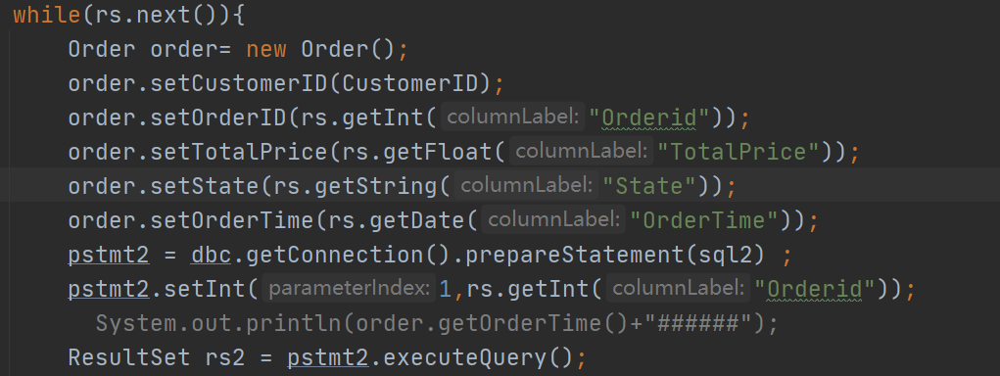 while(rs.next()){
Order order= new Order();
order.setCustomerID(CustomerID);
order.setOrderID(rs.getInt( columnLabel: "Orderid"));
order.setTotalPrice(rs.getFloat( columnLabel: "TotalPrice"));
order.setState(rs.getString( columnLabel: "State"));
order.setOrderTime(rs.getDate( columnLabel: "OrderTime"));
pstmt2 = dbc.getConnection().prepareStatement(sql2) ;
pstmt2.setInt( parameterIndex: 1,rs.getInt( columnLabel: "Orderid"));
System.out.println(order.getOrderTime()+"######");
ResultSet rs2 = pstmt2.executeQuery();